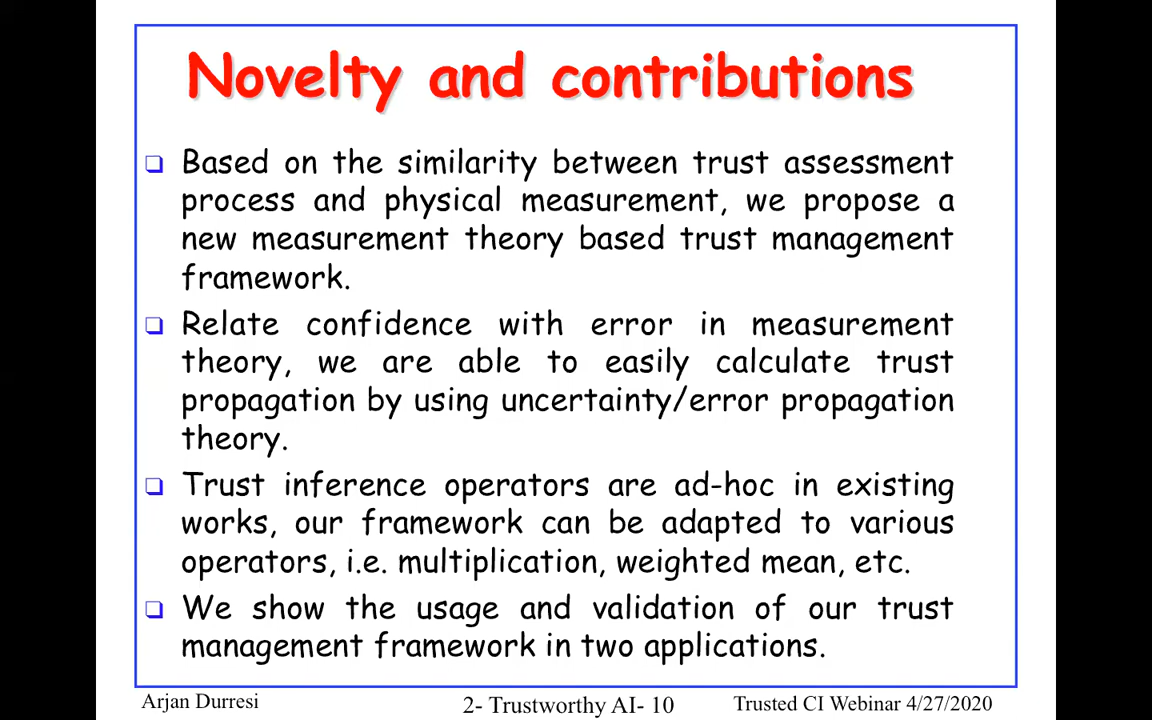 Novelty and contributions
Based on the similarity between trust assessment
process and physical measurement, we propose a
new measurement theory based trust management
framework.
Relate confidence with error in measurement
theory, we are able to easily calculate trust
propagation by using uncertainty/error propagation
theory.
Trust inference operators are ad-hoc in existing
works, our framework can be adapted to various
operators, i.e. multiplication, weighted mean, etc.
We show the usage and validation of our trust
management framework in two applications.
Arjan Durresi
2- Trustworthy AI- 10
Trusted CI Webinar 4/27/2020